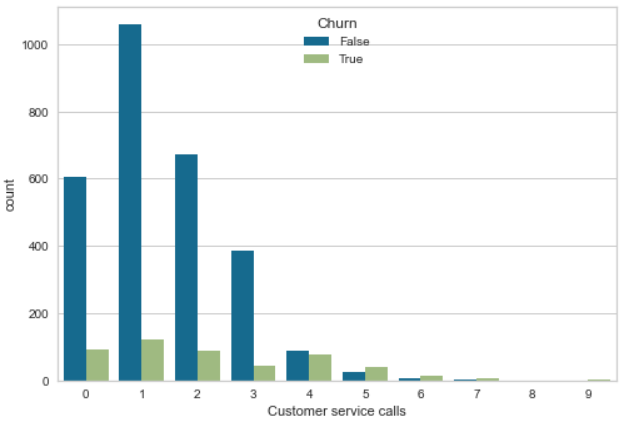 Churn
False
True
1000
800
600
400
200
0
count
0 1 2 3 4 5 6 7 8 9
Customer service calls